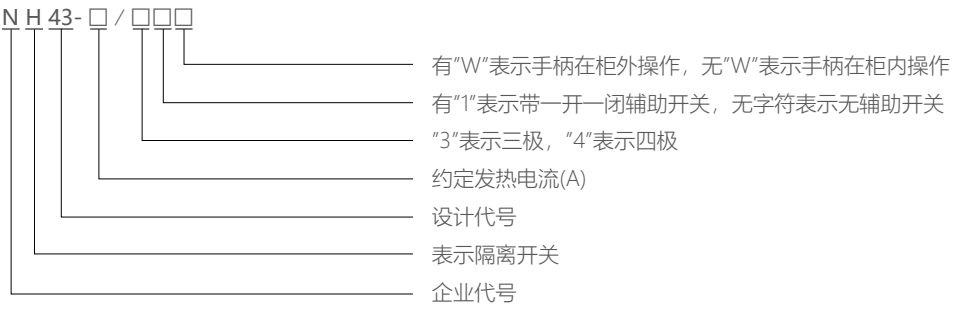 NH43-□/□□□
有"W"表示手柄在柜外操作，无"W"表示手柄在柜内操作
有"1"表示带一开一闭辅助开关，无字符表示无辅助开关
"3"表示三极，"4"表示四极
约定发热电流(A)
设计代号
表示隔离开关
企业代号